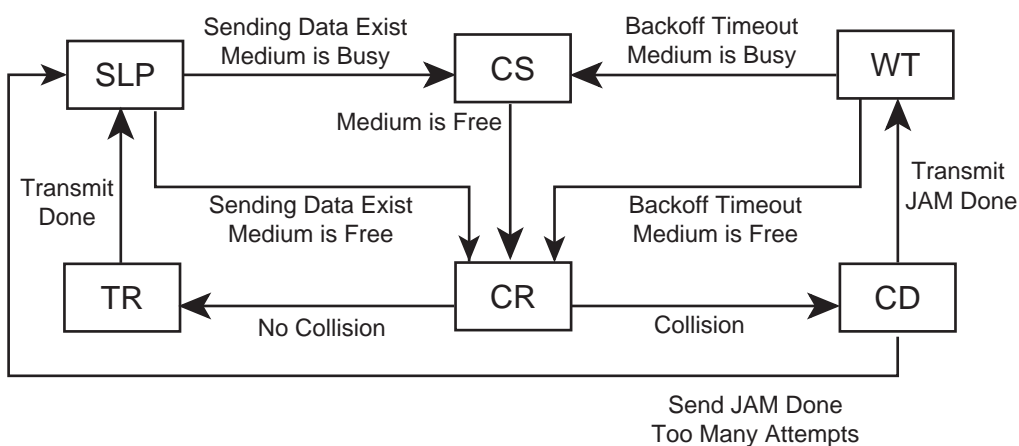 Sending Data Exist
Medium is Busy
Backoff Timeout
Medium is Busy
SLP
CS
WT
Medium is Free
Transmit
Done
Sending Data Exist
Medium is Free
Backoff Timeout
Medium is Free
Transmit
JAM Done
TR
CR
CD
No Collision
Collision
Send JAM Done
Too Many Attempts